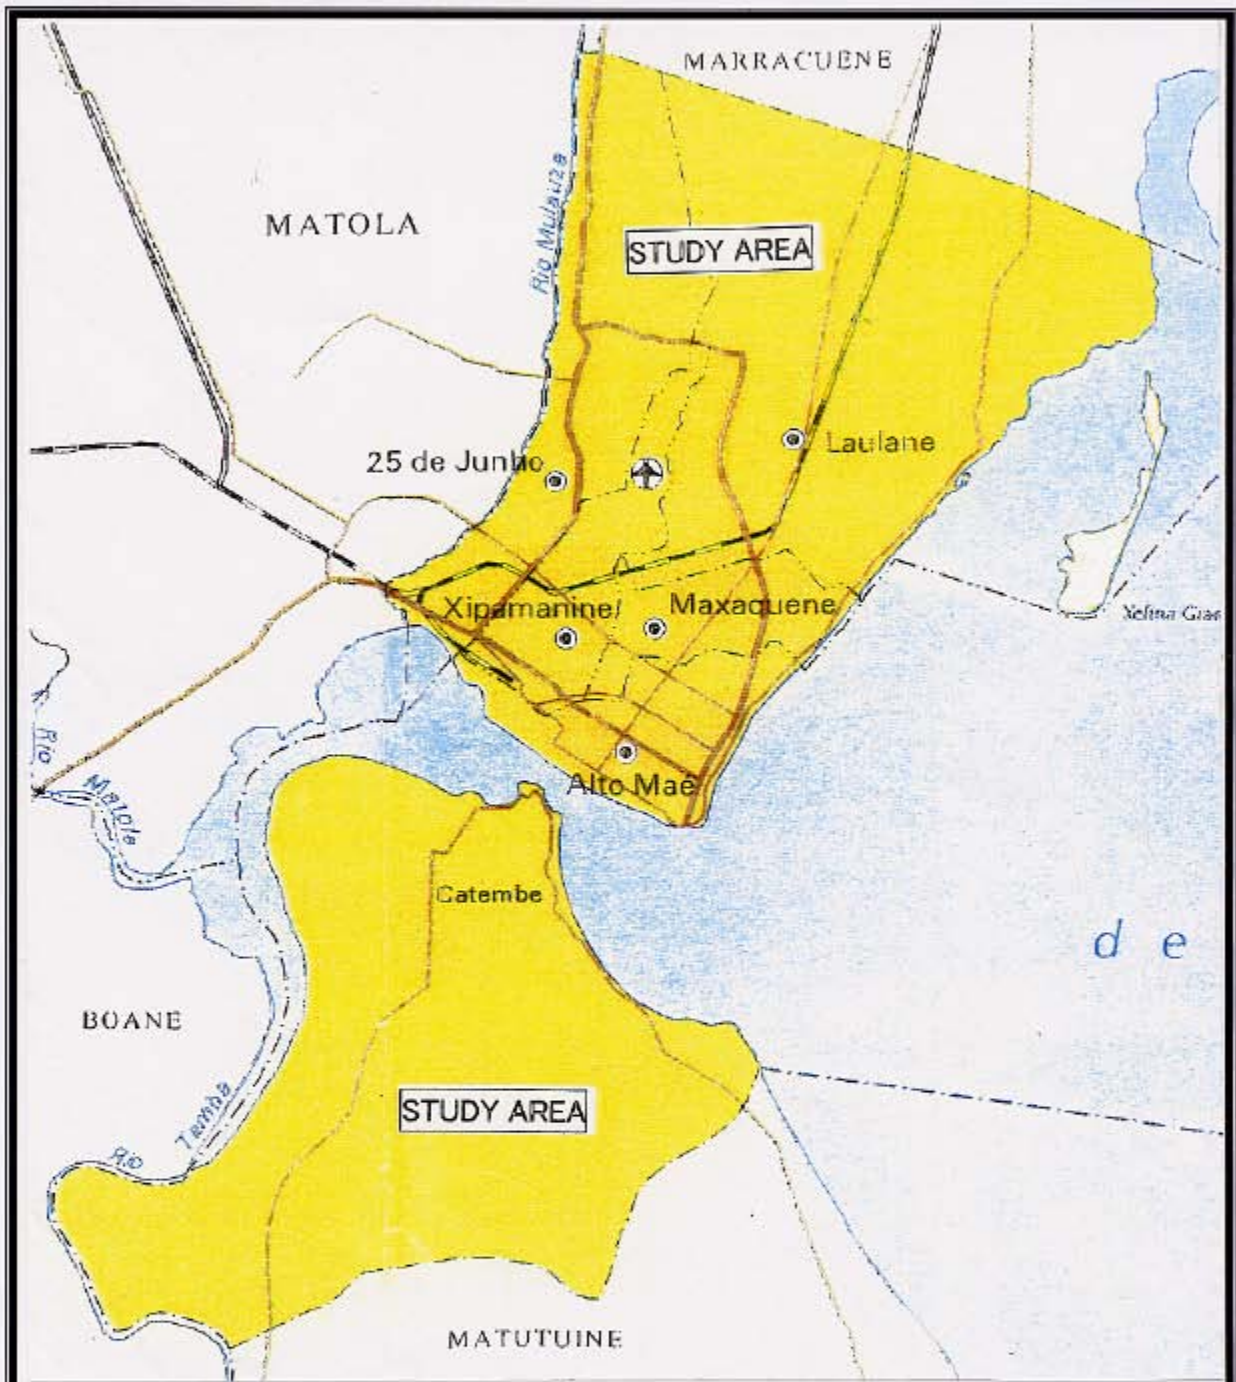 MARRACUENE
Rio Mulauze
MATOLA
STUDY AREA
25 de Junho
Laulane
Xipamanine/
Maxaquene
Alto Maé
Rio
Matola
Catembe
d e
BOANE
STUDY AREA
Rio
Tembe
MATUTUINE